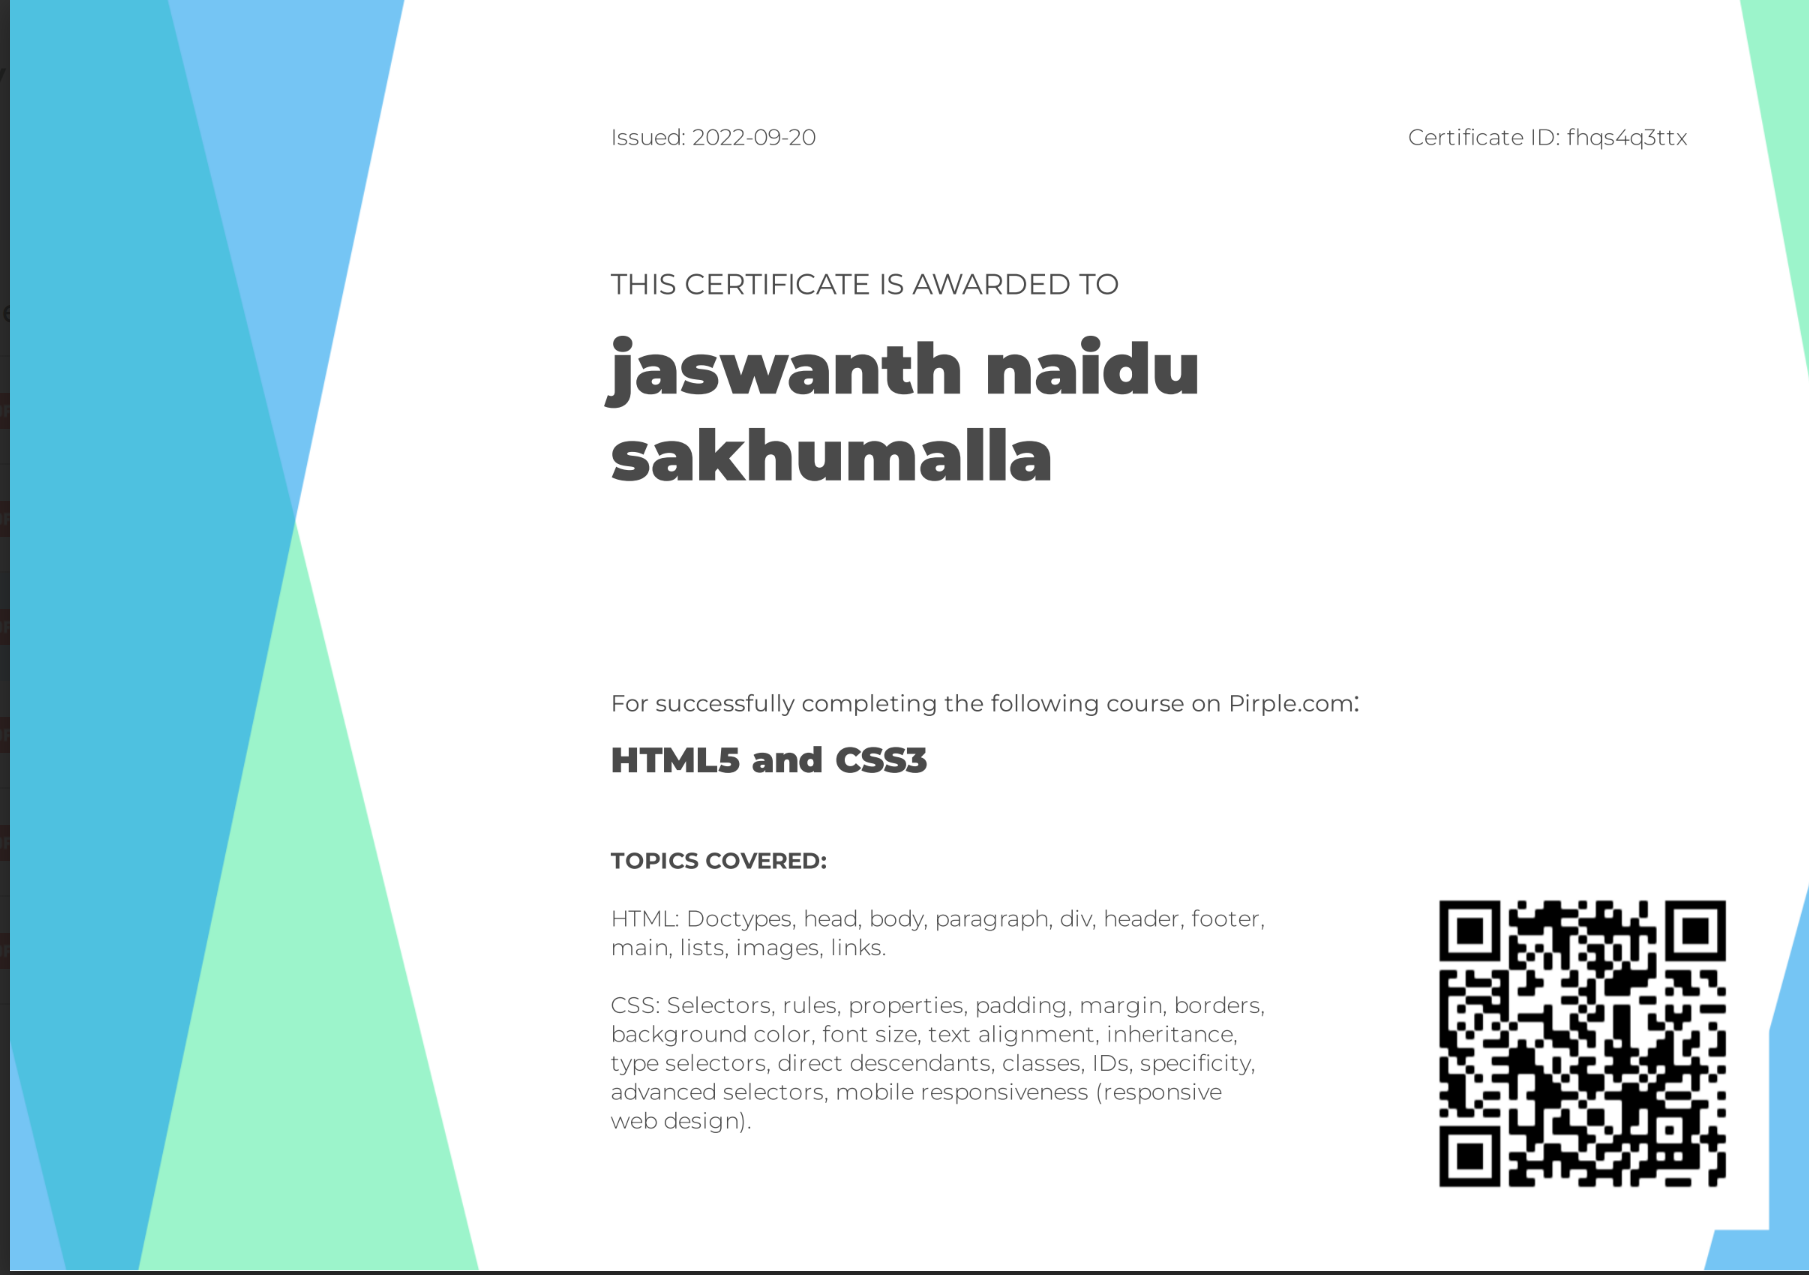 Issued: 2022-09-20
Certificate ID: fhqs4q3ttx
THIS CERTIFICATE IS AWARDED TO
jaswanth naidu
sakhumalla
For successfully completing the following course on Pirple.com:
HTML5 and CSS3
TOPICS COVERED:
HTML: Doctypes, head, body, paragraph, div, header, footer,
main, lists, images, links.
CSS: Selectors, rules, properties, padding, margin, borders,
background color, font size, text alignment, inheritance,
type selectors, direct descendants, classes, IDs, specificity,
advanced selectors, mobile responsiveness (responsive
web design).